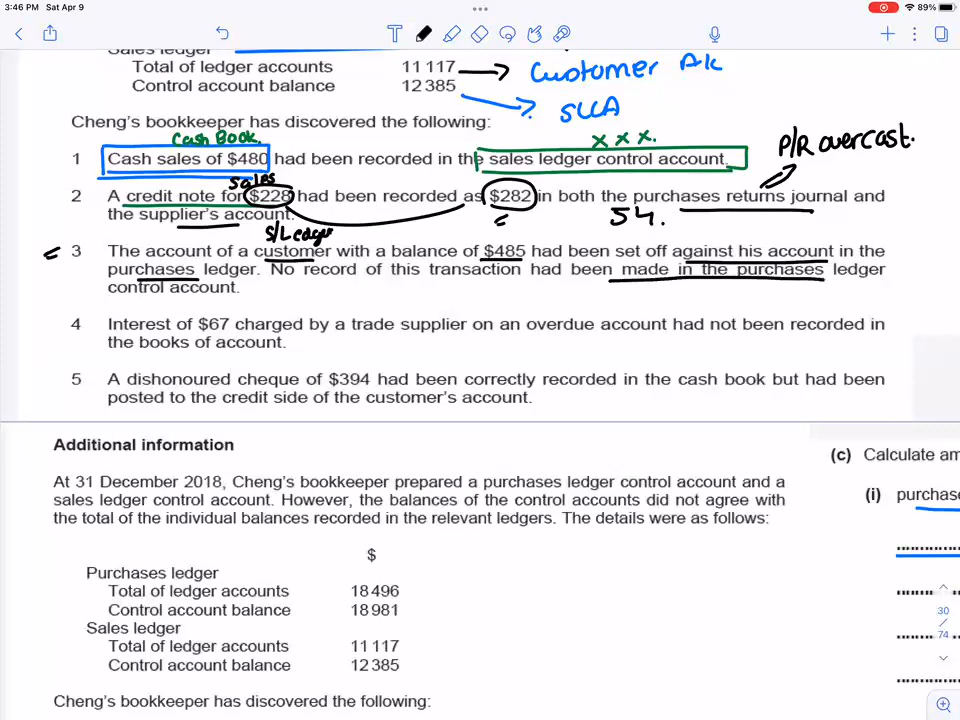 3:46 PM Sat Apr 9
89%
Sales ledger
Total of ledger accounts 11 117 Customer A/c
Control account balance 12 385
SLCA
Cheng's bookkeeper has discovered the following:
Cash Book. x x x.
P/R overcast.
1 Cash sales of $480 had been recorded in the sales ledger control account.
Sales
2 A credit note for $228 had been recorded as $282 in both the purchases returns journal and
the supplier's account. 54.
S/Ledger
3 The account of a customer with a balance of $485 had been set off against his account in the
purchases ledger. No record of this transaction had been made in the purchases ledger
control account.
4 Interest of $67 charged by a trade supplier on an overdue account had not been recorded in
the books of account.
5 A dishonoured cheque of $394 had been correctly recorded in the cash book but had been
posted to the credit side of the customer's account.
Additional information
At 31 December 2018, Cheng's bookkeeper prepared a purchases ledger control account and a
sales ledger control account. However, the balances of the control accounts did not agree with
the total of the individual balances recorded in the relevant ledgers. The details were as follows:
$
Purchases ledger
Total of ledger accounts 18 496
Control account balance 18 981
Sales ledger
Total of ledger accounts 11 117
Control account balance 12 385
Cheng's bookkeeper has discovered the following:
(c) Calculate am
(i) purchase
30
/
74